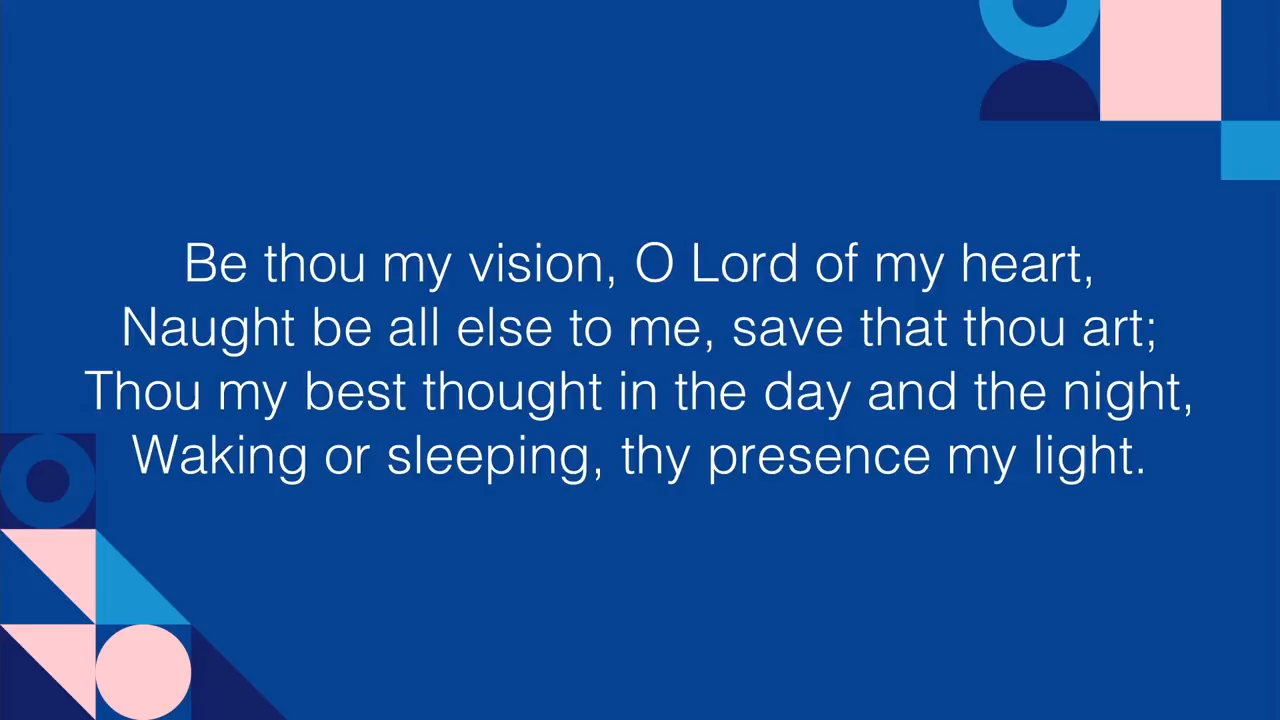 Be thou my vision, O Lord of my heart,
Naught be all else to me, save that thou art;
Thou my best thought in the day and the night,
Waking or sleeping, thy presence my light.